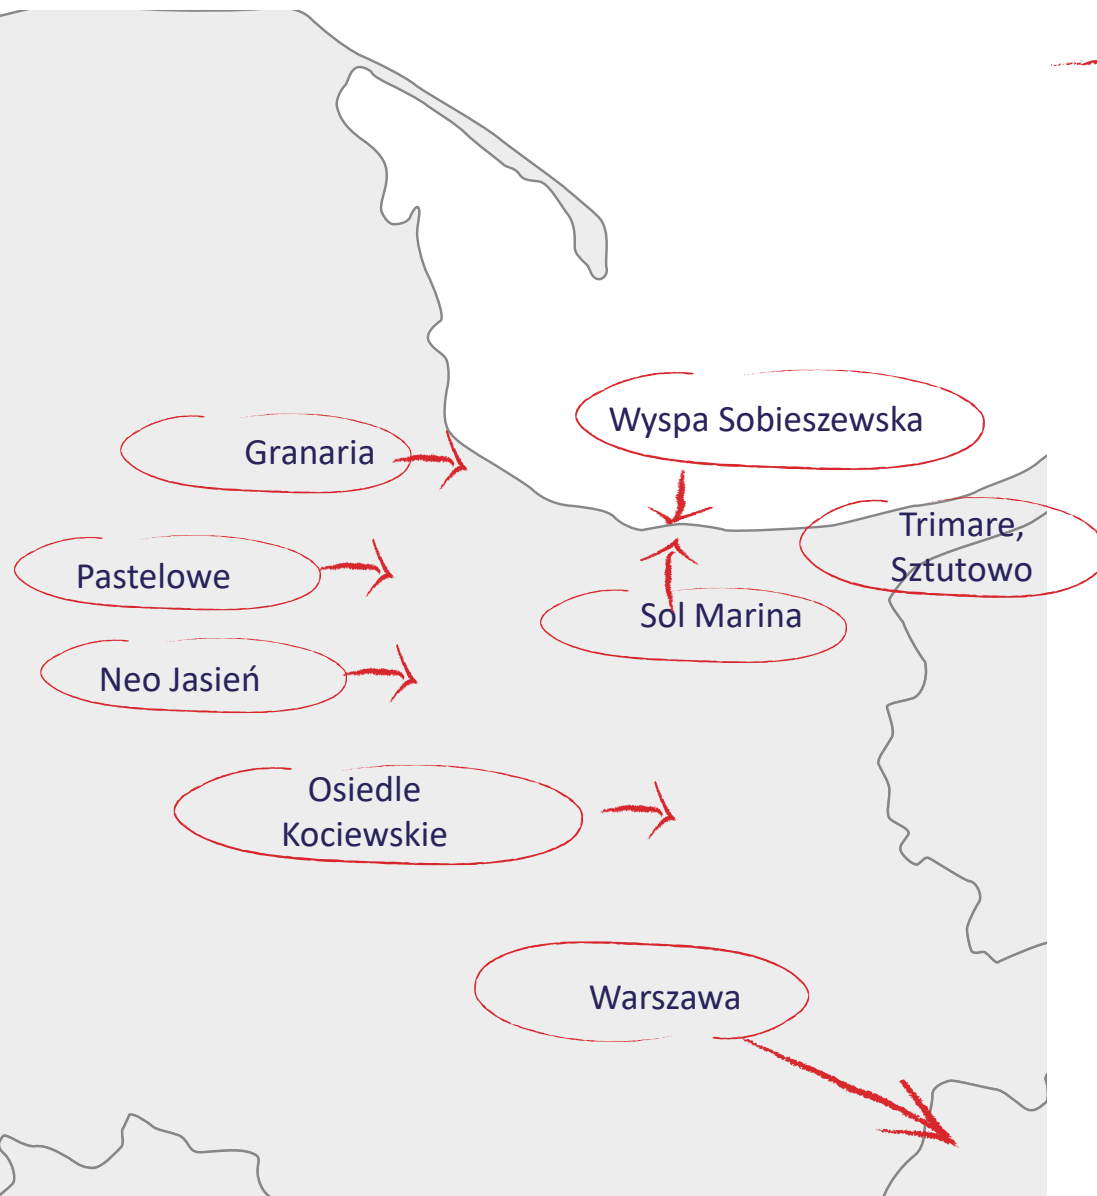 Wyspa Sobieszewska
Granaria
Trimare,
Sztutowo
Pastelowe
Sol Marina
Neo Jasień
Osiedle
Kociewskie
Warszawa